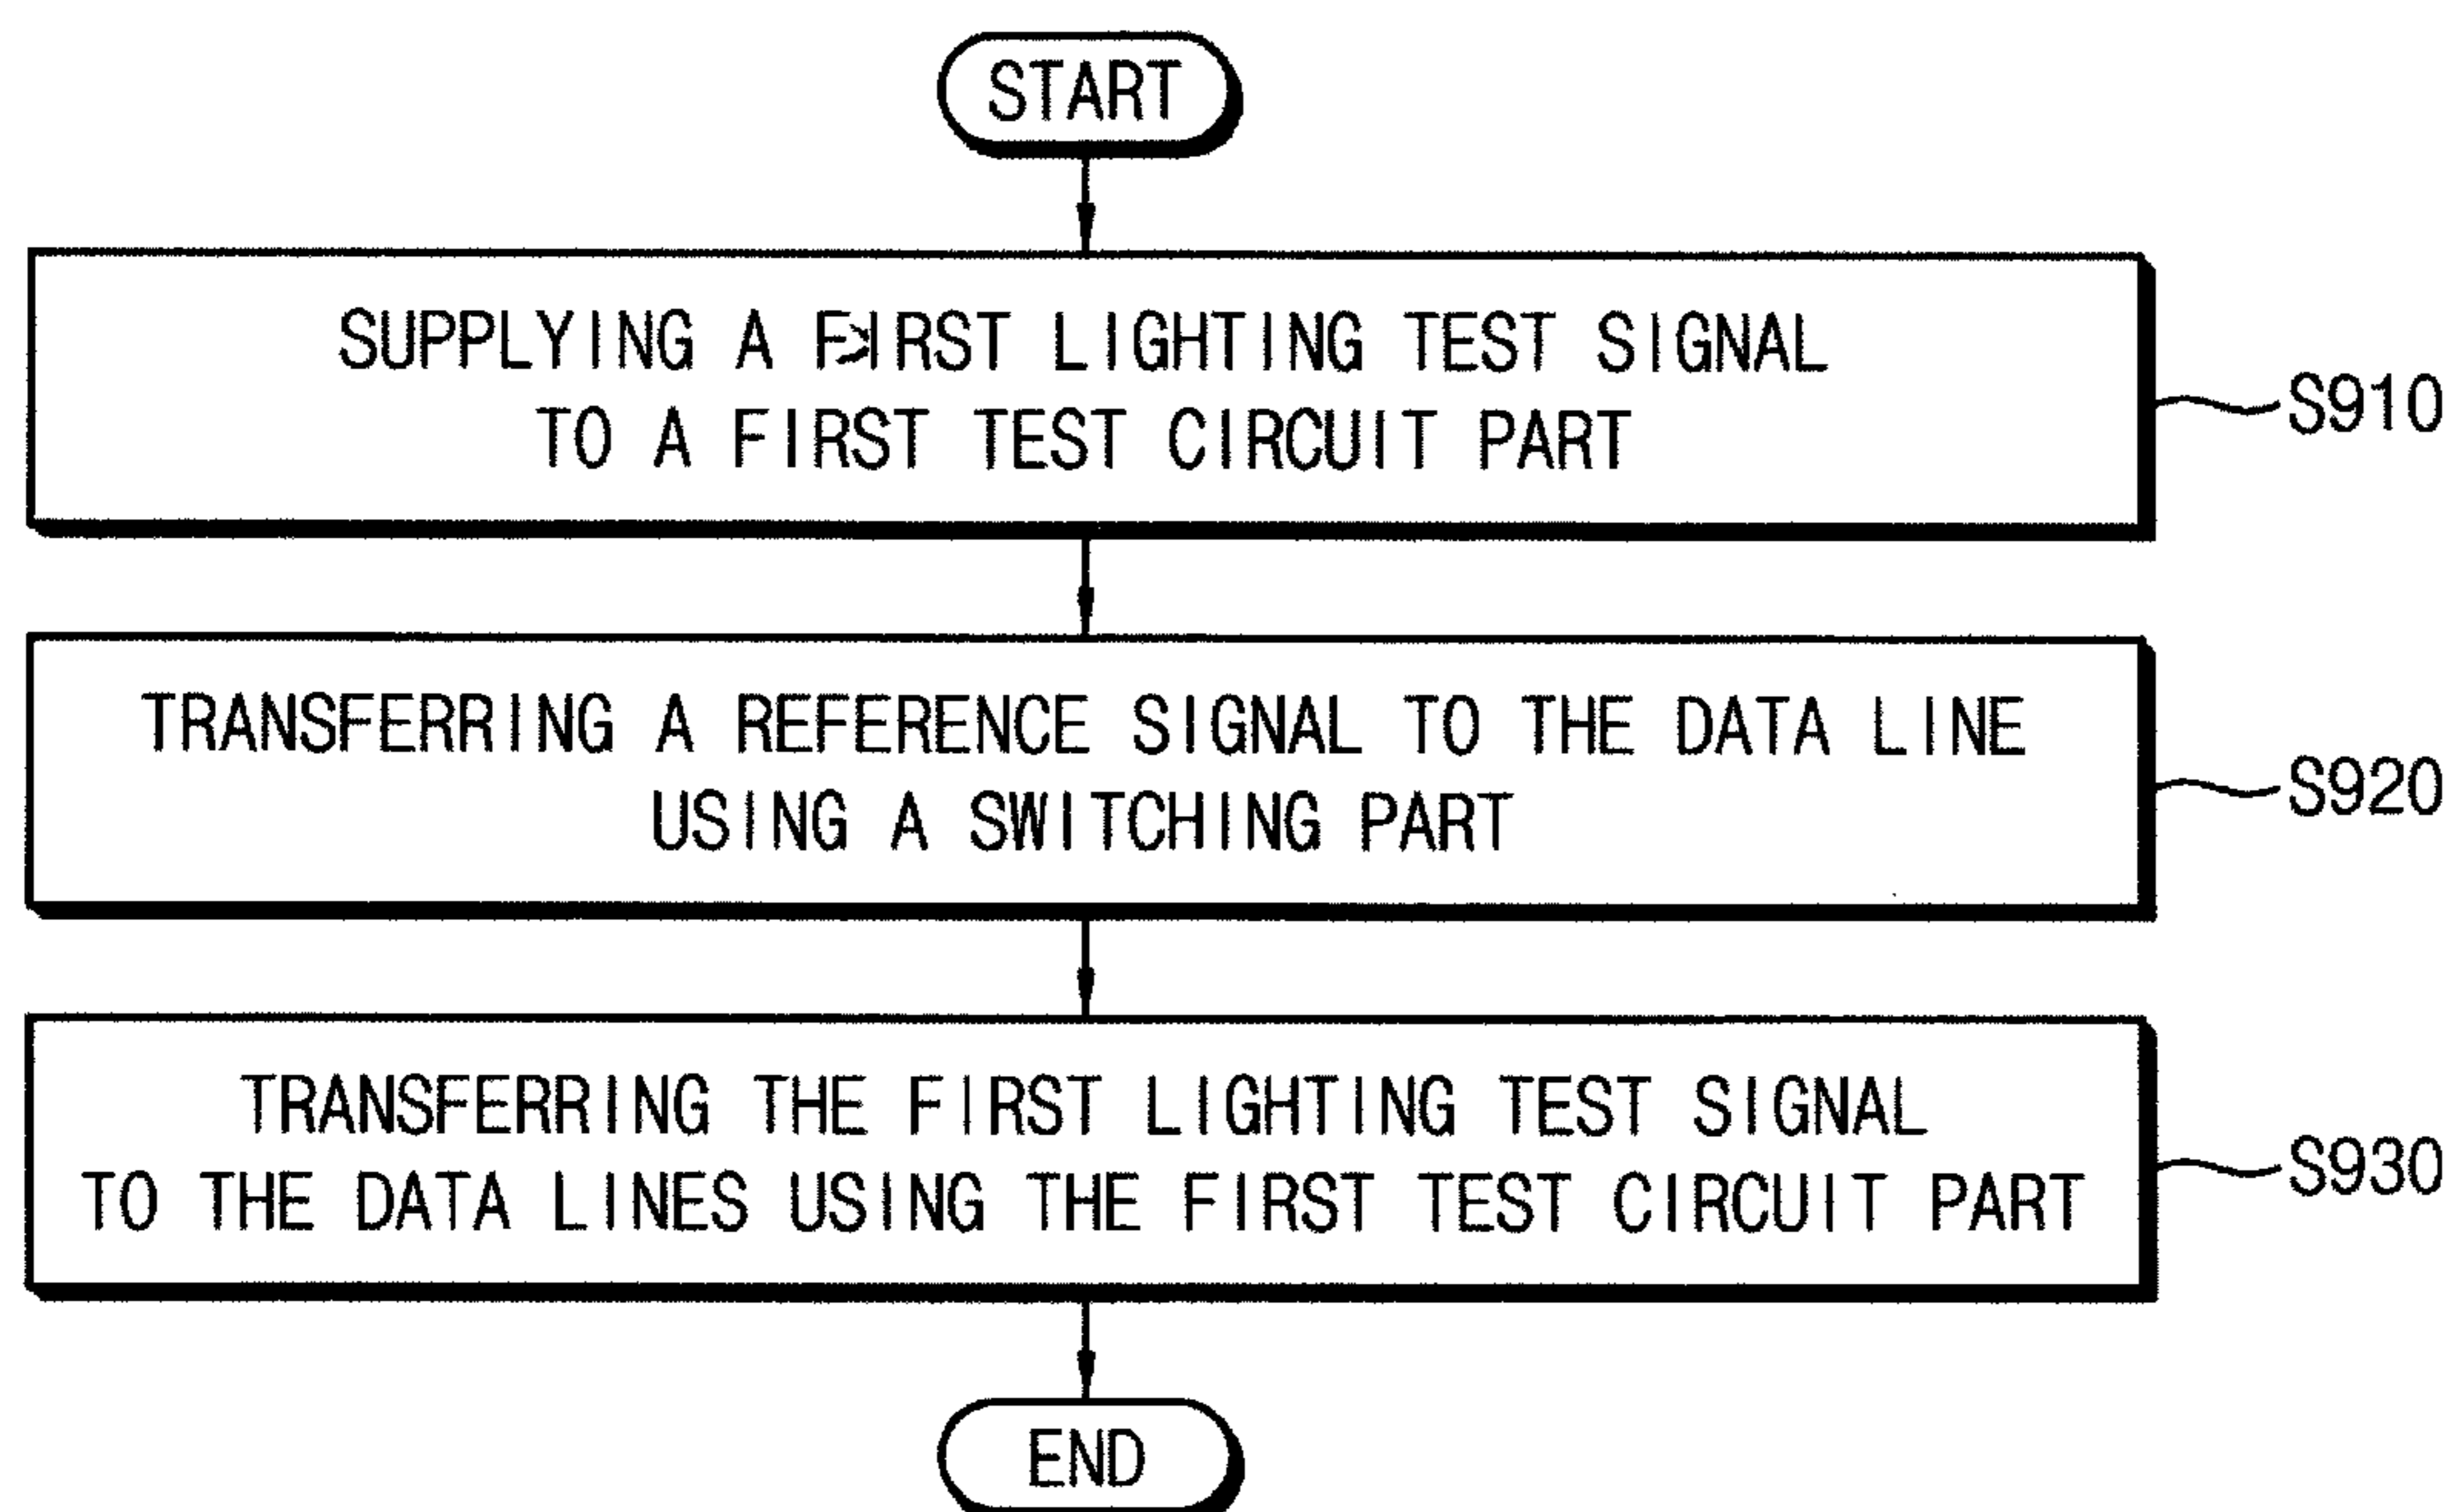 START
SUPPLYING A FIRST LIGHTING TEST SIGNAL
TO A FIRST TEST CIRCUIT PART
S910
TRANSFERRING A REFERENCE SIGNAL TO THE DATA LINE
USING A SWITCHING PART
S920
TRANSFERRING THE FIRST LIGHTING TEST SIGNAL
TO THE DATA LINES USING THE FIRST TEST CIRCUIT PART
S930
END